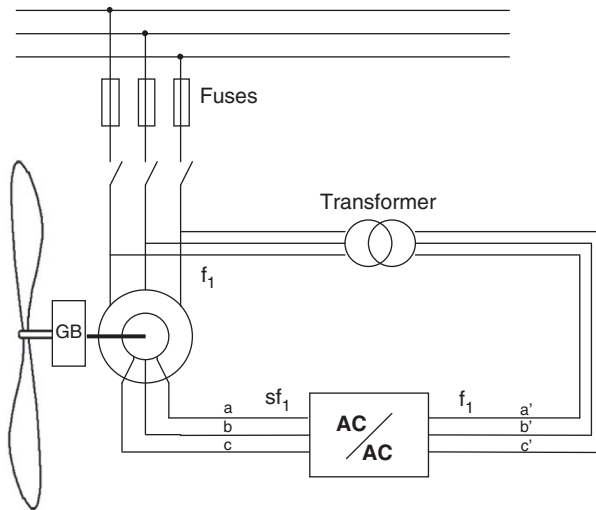 Fuses
Transformer
f₁
GB
a sf₁ f₁ a'
b AC b'
c AC c'